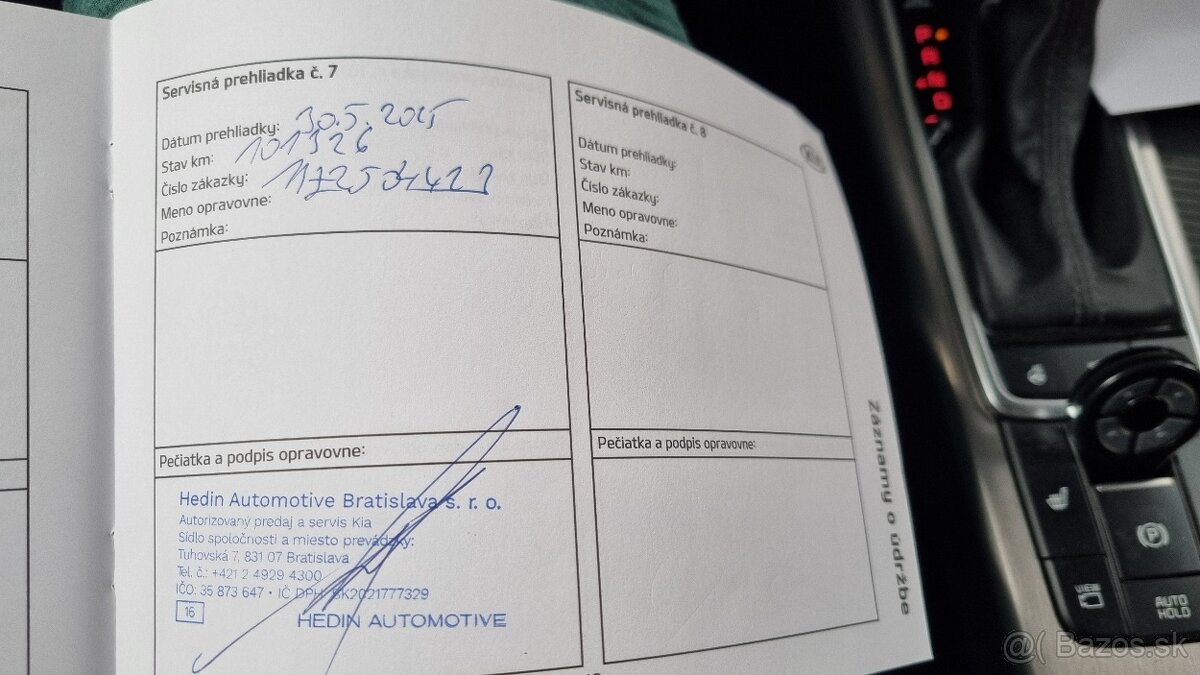 Servisná prehliadka č. 7
Dátum prehliadky: 30.5.2025
Stav km: 101326
Číslo zákazky:
Meno opravovne:
Poznámka:
Pečiatka a podpis opravovne:
Hedin Automotive Bratislava s. r. o.
Autorizovaný predaj a servis Kia
Sídlo spoločnosti a miesto prevádzky:
Tuhovská 7, 831 07 Bratislava
Tel. č.: +421 2 4929 4300
IČO: 35 873 647 • IČ DPH: SK2021777329
16
HEDIN AUTOMOTIVE
Servisná prehliadka č. 8
Dátum prehliadky:
Stav km:
Číslo zákazky:
Meno opravovne:
Poznámka:
Pečiatka a podpis opravovne:
Záznamy o údržbe
P
R
N
D
VIEW
AUTO
HOLD
P
@( Bazos.sk